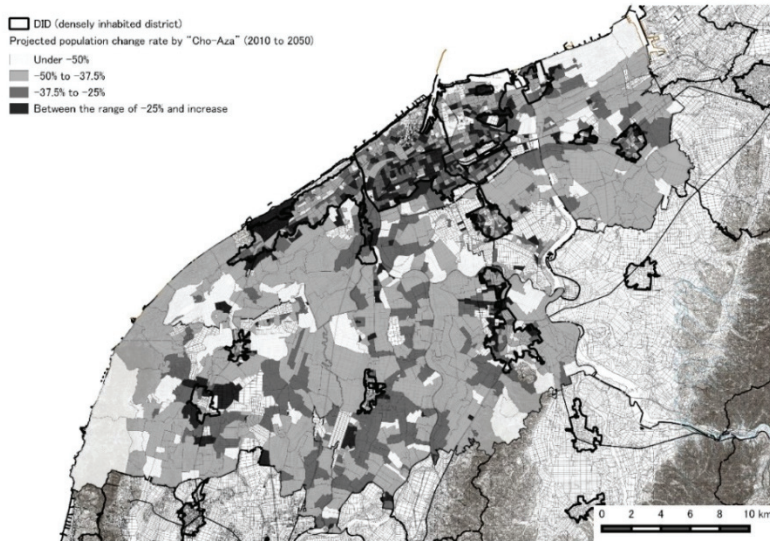 DID (densely inhabited district)
Projected population change rate by "Cho-Aza" (2010 to 2050)
Under -50%
-50% to -37.5%
-37.5% to -25%
Between the range of -25% and increase
0 2 4 6 8 10 km